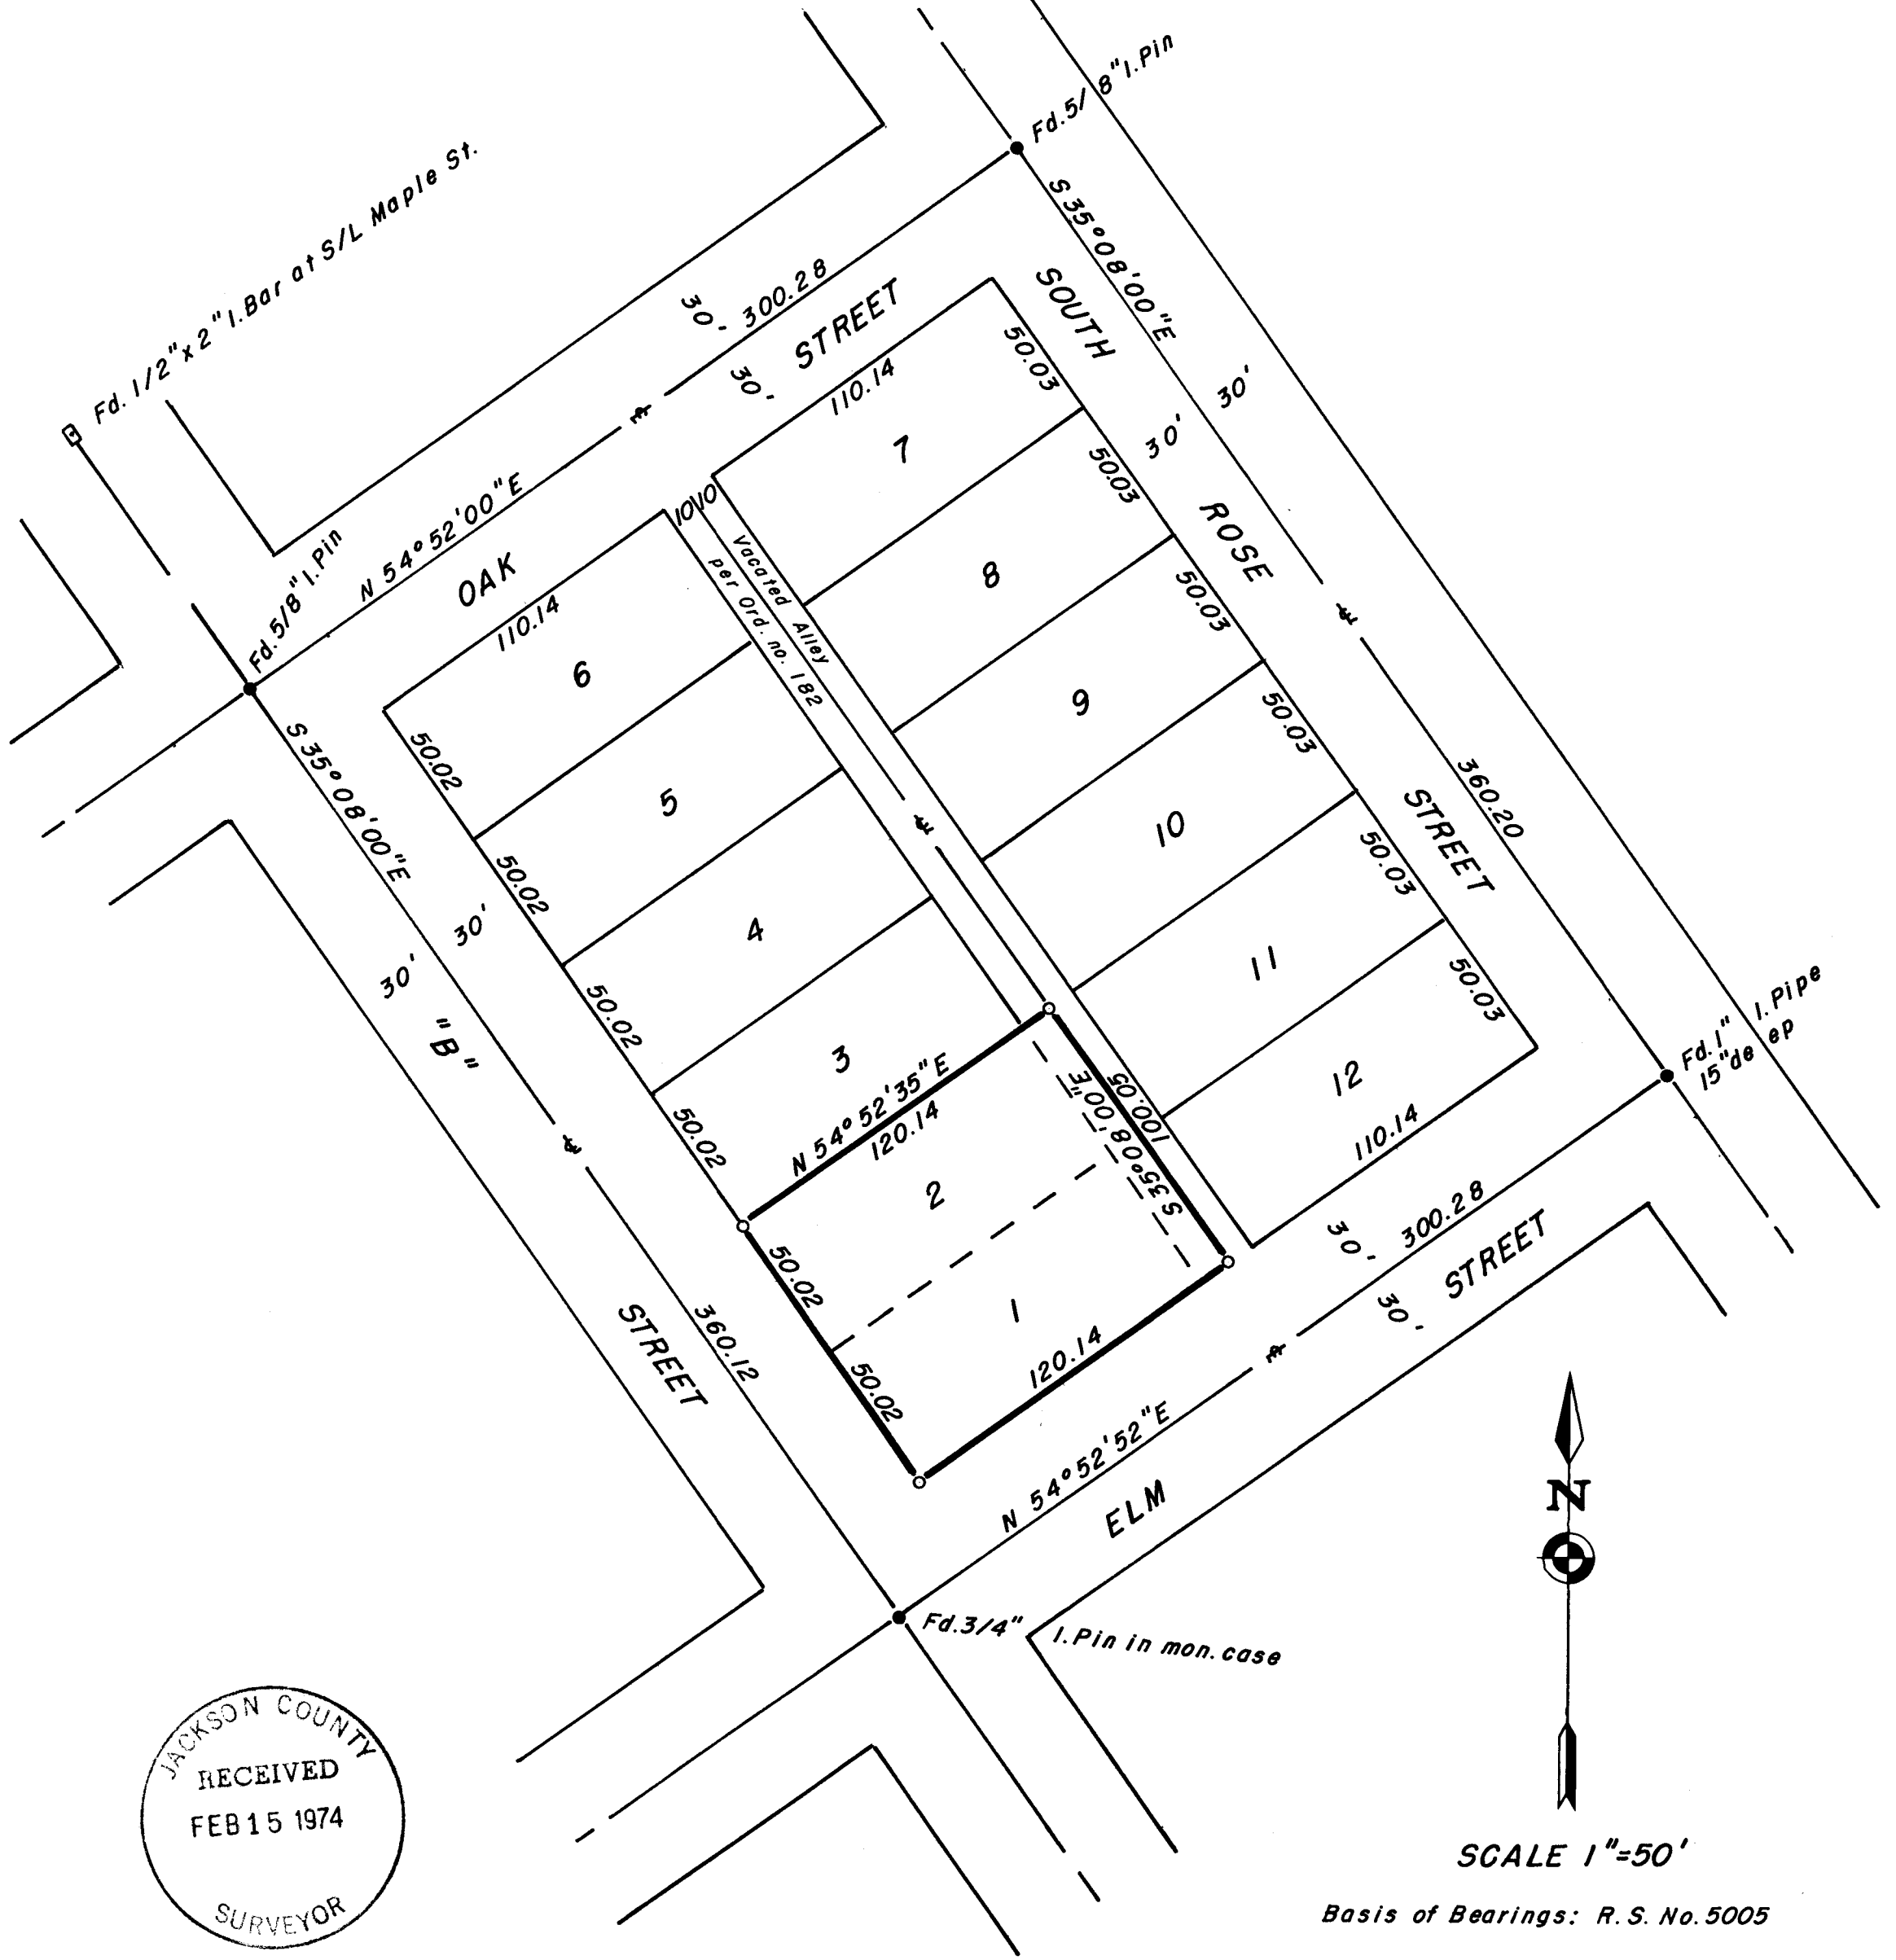 Fd. 5/8" I. Pin
Fd. 1/2" x 2" I. Bar at S/L Maple St.
S 35°08'00"E
300.28
30'
30'
STREET
SOUTH
110.14
50.03
7
30'
30'
50.03
N 54°52'00"E
OAK
10 10
Vacated Alley
per Ord. no. 182
8
ROSE
Fd. 5/8" I. Pin
110.14
6
50.03
9
50.03
S 35°08'00"E
50.02
5
10
STREET
360.20
50.03
50.02
4
11
50.03
30'
30'
"B"
50.02
3
12
Fd. 1" I. Pipe
15" deep
50.02
N 54°52'35"E
120.14
100.05
S 35°08'00"E
110.14
2
50.02
1
50.02
120.14
300.28
30'
30'
STREET
STREET
360.12
N 54°52'52"E
ELM
Fd. 3/4" I. Pin in mon. case
N
JACKSON COUNTY
RECEIVED
FEB 15 1974
SURVEYOR
SCALE 1"=50'
Basis of Bearings: R. S. No. 5005